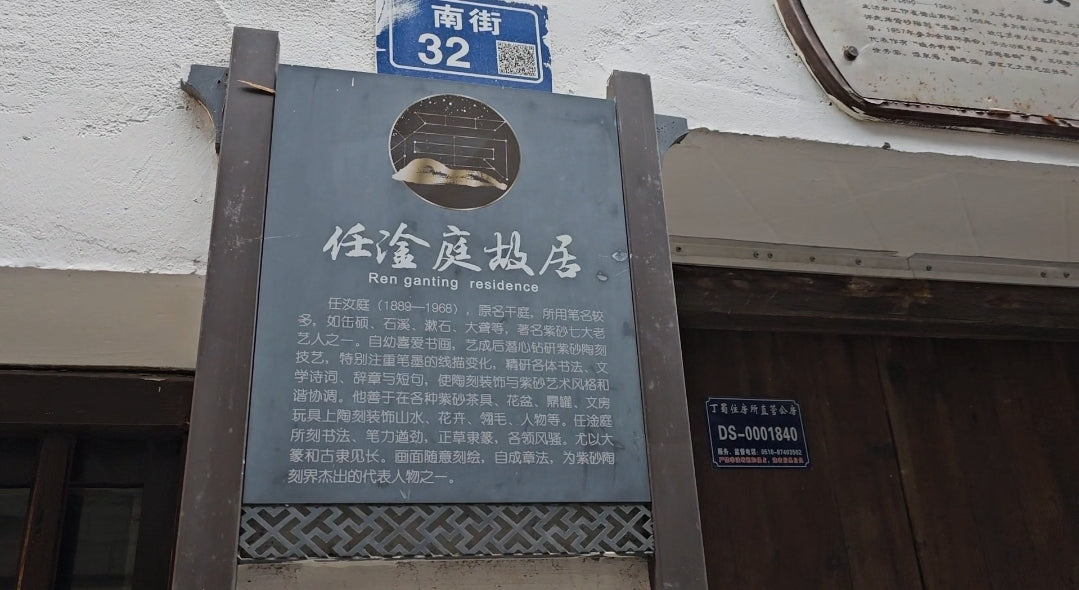 南街
32
任淦庭故居
Ren ganting residence
任汝庭（1889—1968），原名干庭，所用笔名较
多，如缶硕、石溪、漱石、大聋等，著名紫砂七大老
艺人之一。自幼喜爱书画，艺成后潜心钻研紫砂陶刻
技艺，特别注重笔墨的线描变化，精研各体书法、文
学诗词、辞章与短句，使陶刻装饰与紫砂艺术风格和
谐协调。他善于在各种紫砂茶具、花盆、鼎罐、文房
玩具上陶刻装饰山水、花卉、翎毛、人物等。任淦庭
所刻书法、笔力遒劲，正草隶篆，各领风骚。尤以大
篆和古隶见长。画面随意刻绘，自成章法，为紫砂陶
刻界杰出的代表人物之一。
丁蜀住房所直管公房
DS-0001840
服务、监督电话：0510-87403502